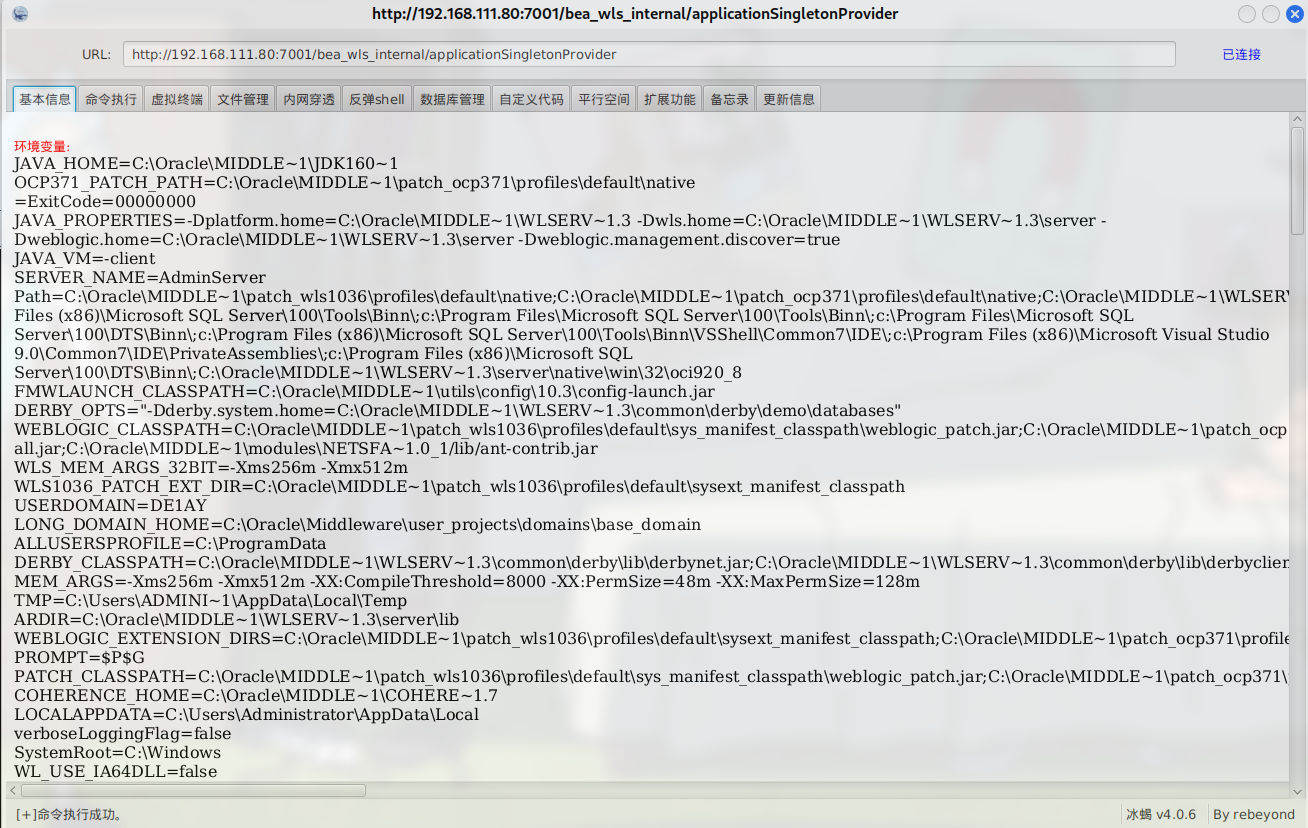 http://192.168.111.80:7001/bea_wls_internal/applicationSingletonProvider
URL: http://192.168.111.80:7001/bea_wls_internal/applicationSingletonProvider 已连接
基本信息 命令执行 虚拟终端 文件管理 内网穿透 反弹shell 数据库管理 自定义代码 平行空间 扩展功能 备忘录 更新信息
环境变量:
JAVA_HOME=C:\Oracle\MIDDLE~1\JDK160~1
OCP371_PATCH_PATH=C:\Oracle\MIDDLE~1\patch_ocp371\profiles\default\native
=ExitCode=00000000
JAVA_PROPERTIES=-Dplatform.home=C:\Oracle\MIDDLE~1\WLSERV~1.3 -Dwls.home=C:\Oracle\MIDDLE~1\WLSERV~1.3\server -
Dweblogic.home=C:\Oracle\MIDDLE~1\WLSERV~1.3\server -Dweblogic.management.discover=true
JAVA_VM=-client
SERVER_NAME=AdminServer
Path=C:\Oracle\MIDDLE~1\patch_wls1036\profiles\default\native;C:\Oracle\MIDDLE~1\patch_ocp371\profiles\default\native;C:\Oracle\MIDDLE~1\WLSER
Files (x86)\Microsoft SQL Server\100\Tools\Binn\;c:\Program Files\Microsoft SQL Server\100\Tools\Binn\;c:\Program Files\Microsoft SQL
Server\100\DTS\Binn\;c:\Program Files (x86)\Microsoft SQL Server\100\Tools\Binn\VSShell\Common7\IDE\;c:\Program Files (x86)\Microsoft Visual Studio
9.0\Common7\IDE\PrivateAssemblies\;c:\Program Files (x86)\Microsoft SQL
Server\100\DTS\Binn\;C:\Oracle\MIDDLE~1\WLSERV~1.3\server\native\win\32\oci920_8
FMWLAUNCH_CLASSPATH=C:\Oracle\MIDDLE~1\utils\config\10.3\config-launch.jar
DERBY_OPTS="-Dderby.system.home=C:\Oracle\MIDDLE~1\WLSERV~1.3\common\derby\demo\databases"
WEBLOGIC_CLASSPATH=C:\Oracle\MIDDLE~1\patch_wls1036\profiles\default\sys_manifest_classpath\weblogic_patch.jar;C:\Oracle\MIDDLE~1\patch_ocp
all.jar;C:\Oracle\MIDDLE~1\modules\NETSFA~1.0_1/lib/ant-contrib.jar
WLS_MEM_ARGS_32BIT=-Xms256m -Xmx512m
WLS1036_PATCH_EXT_DIR=C:\Oracle\MIDDLE~1\patch_wls1036\profiles\default\sysext_manifest_classpath
USERDOMAIN=DE1AY
LONG_DOMAIN_HOME=C:\Oracle\Middleware\user_projects\domains\base_domain
ALLUSERSPROFILE=C:\ProgramData
DERBY_CLASSPATH=C:\Oracle\MIDDLE~1\WLSERV~1.3\common\derby\lib\derbynet.jar;C:\Oracle\MIDDLE~1\WLSERV~1.3\common\derby\lib\derbyclien
MEM_ARGS=-Xms256m -Xmx512m -XX:CompileThreshold=8000 -XX:PermSize=48m -XX:MaxPermSize=128m
TMP=C:\Users\ADMINI~1\AppData\Local\Temp
ARDIR=C:\Oracle\MIDDLE~1\WLSERV~1.3\server\lib
WEBLOGIC_EXTENSION_DIRS=C:\Oracle\MIDDLE~1\patch_wls1036\profiles\default\sysext_manifest_classpath;C:\Oracle\MIDDLE~1\patch_ocp371\profile
PROMPT=$P$G
PATCH_CLASSPATH=C:\Oracle\MIDDLE~1\patch_wls1036\profiles\default\sys_manifest_classpath\weblogic_patch.jar;C:\Oracle\MIDDLE~1\patch_ocp371\
COHERENCE_HOME=C:\Oracle\MIDDLE~1\COHERE~1.7
LOCALAPPDATA=C:\Users\Administrator\AppData\Local
verboseLoggingFlag=false
SystemRoot=C:\Windows
WL_USE_IA64DLL=false
[+]命令执行成功。 冰蝎 v4.0.6 By rebeyond